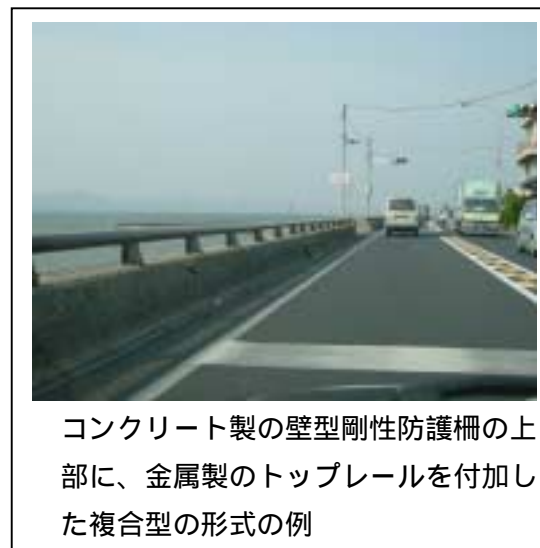 コンクリート製の壁型剛性防護柵の上
部に、金属製のトップレールを付加し
た複合型の形式の例